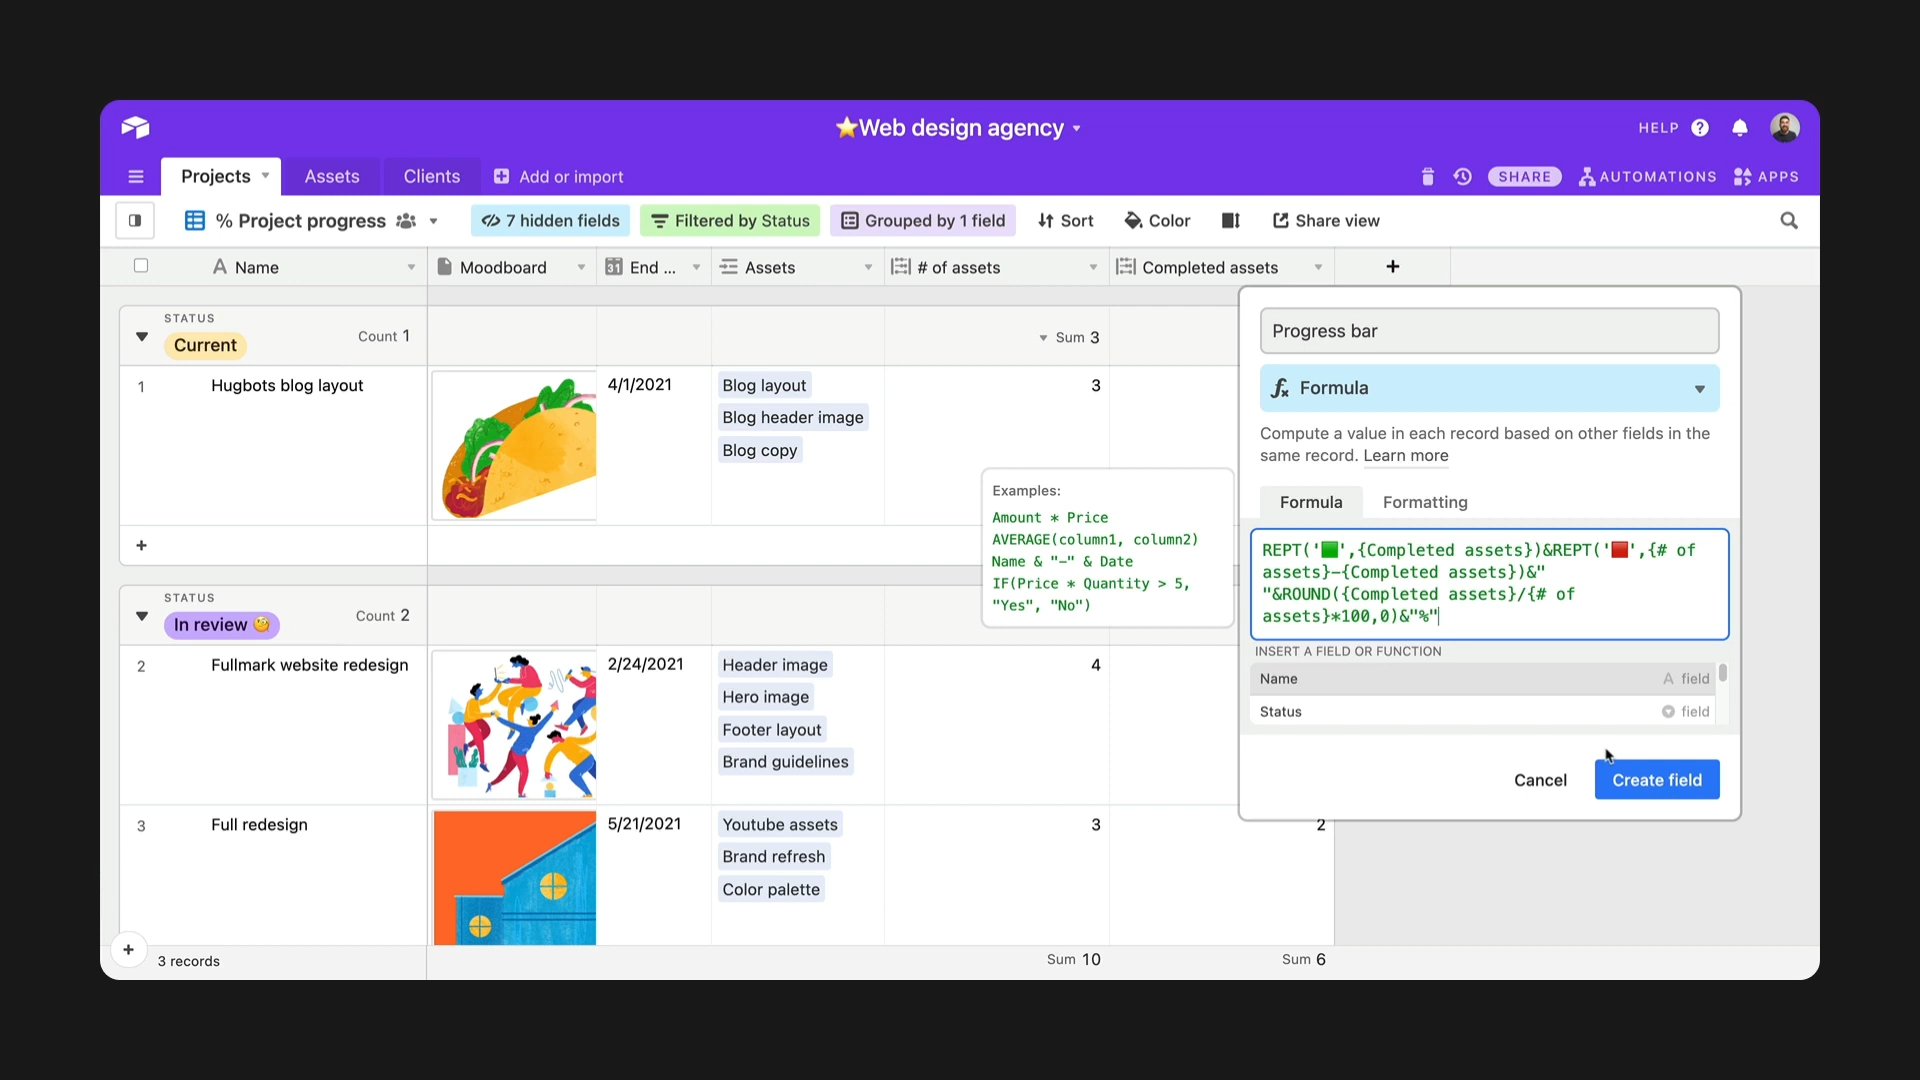 ⭐Web design agency
HELP
Projects
Assets
Clients
Add or import
SHARE
AUTOMATIONS
APPS
% Project progress
7 hidden fields
Filtered by Status
Grouped by 1 field
Sort
Color
Share view
Name
Moodboard
31
End ...
Assets
# of assets
Completed assets
STATUS
Current
Count 1
Sum 3
1
Hugbots blog layout
4/1/2021
Blog layout
Blog header image
Blog copy
3
STATUS
In review 🧐
Count 2
2
Fullmark website redesign
2/24/2021
Header image
Hero image
Footer layout
Brand guidelines
4
3
Full redesign
5/21/2021
Youtube assets
Brand refresh
Color palette
3
2
3 records
Sum 10
Sum 6
Examples:
Amount * Price
AVERAGE(column1, column2)
Name & "-" & Date
IF(Price * Quantity > 5,
"Yes", "No")
Progress bar
Formula
Compute a value in each record based on other fields in the
same record. Learn more
Formula
Formatting
REPT('🟩',{Completed assets})&REPT('🟥',{# of
assets}-{Completed assets})&"
"&ROUND({Completed assets}/{# of
assets}*100,0)&"%"
INSERT A FIELD OR FUNCTION
Name
A field
Status
field
Cancel
Create field